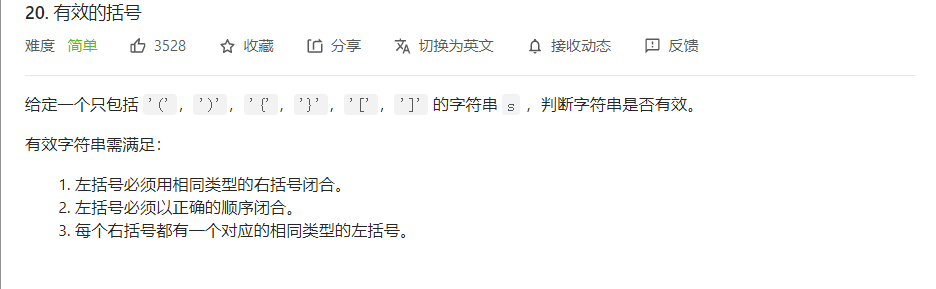 20. 有效的括号
难度 简单 3528 收藏 分享 切换为英文 接收动态 反馈
给定一个只包括 '('，')'，'{'，'}'，'['，']' 的字符串 s ，判断字符串是否有效。
有效字符串需满足：
1. 左括号必须用相同类型的右括号闭合。
2. 左括号必须以正确的顺序闭合。
3. 每个右括号都有一个对应的相同类型的左括号。